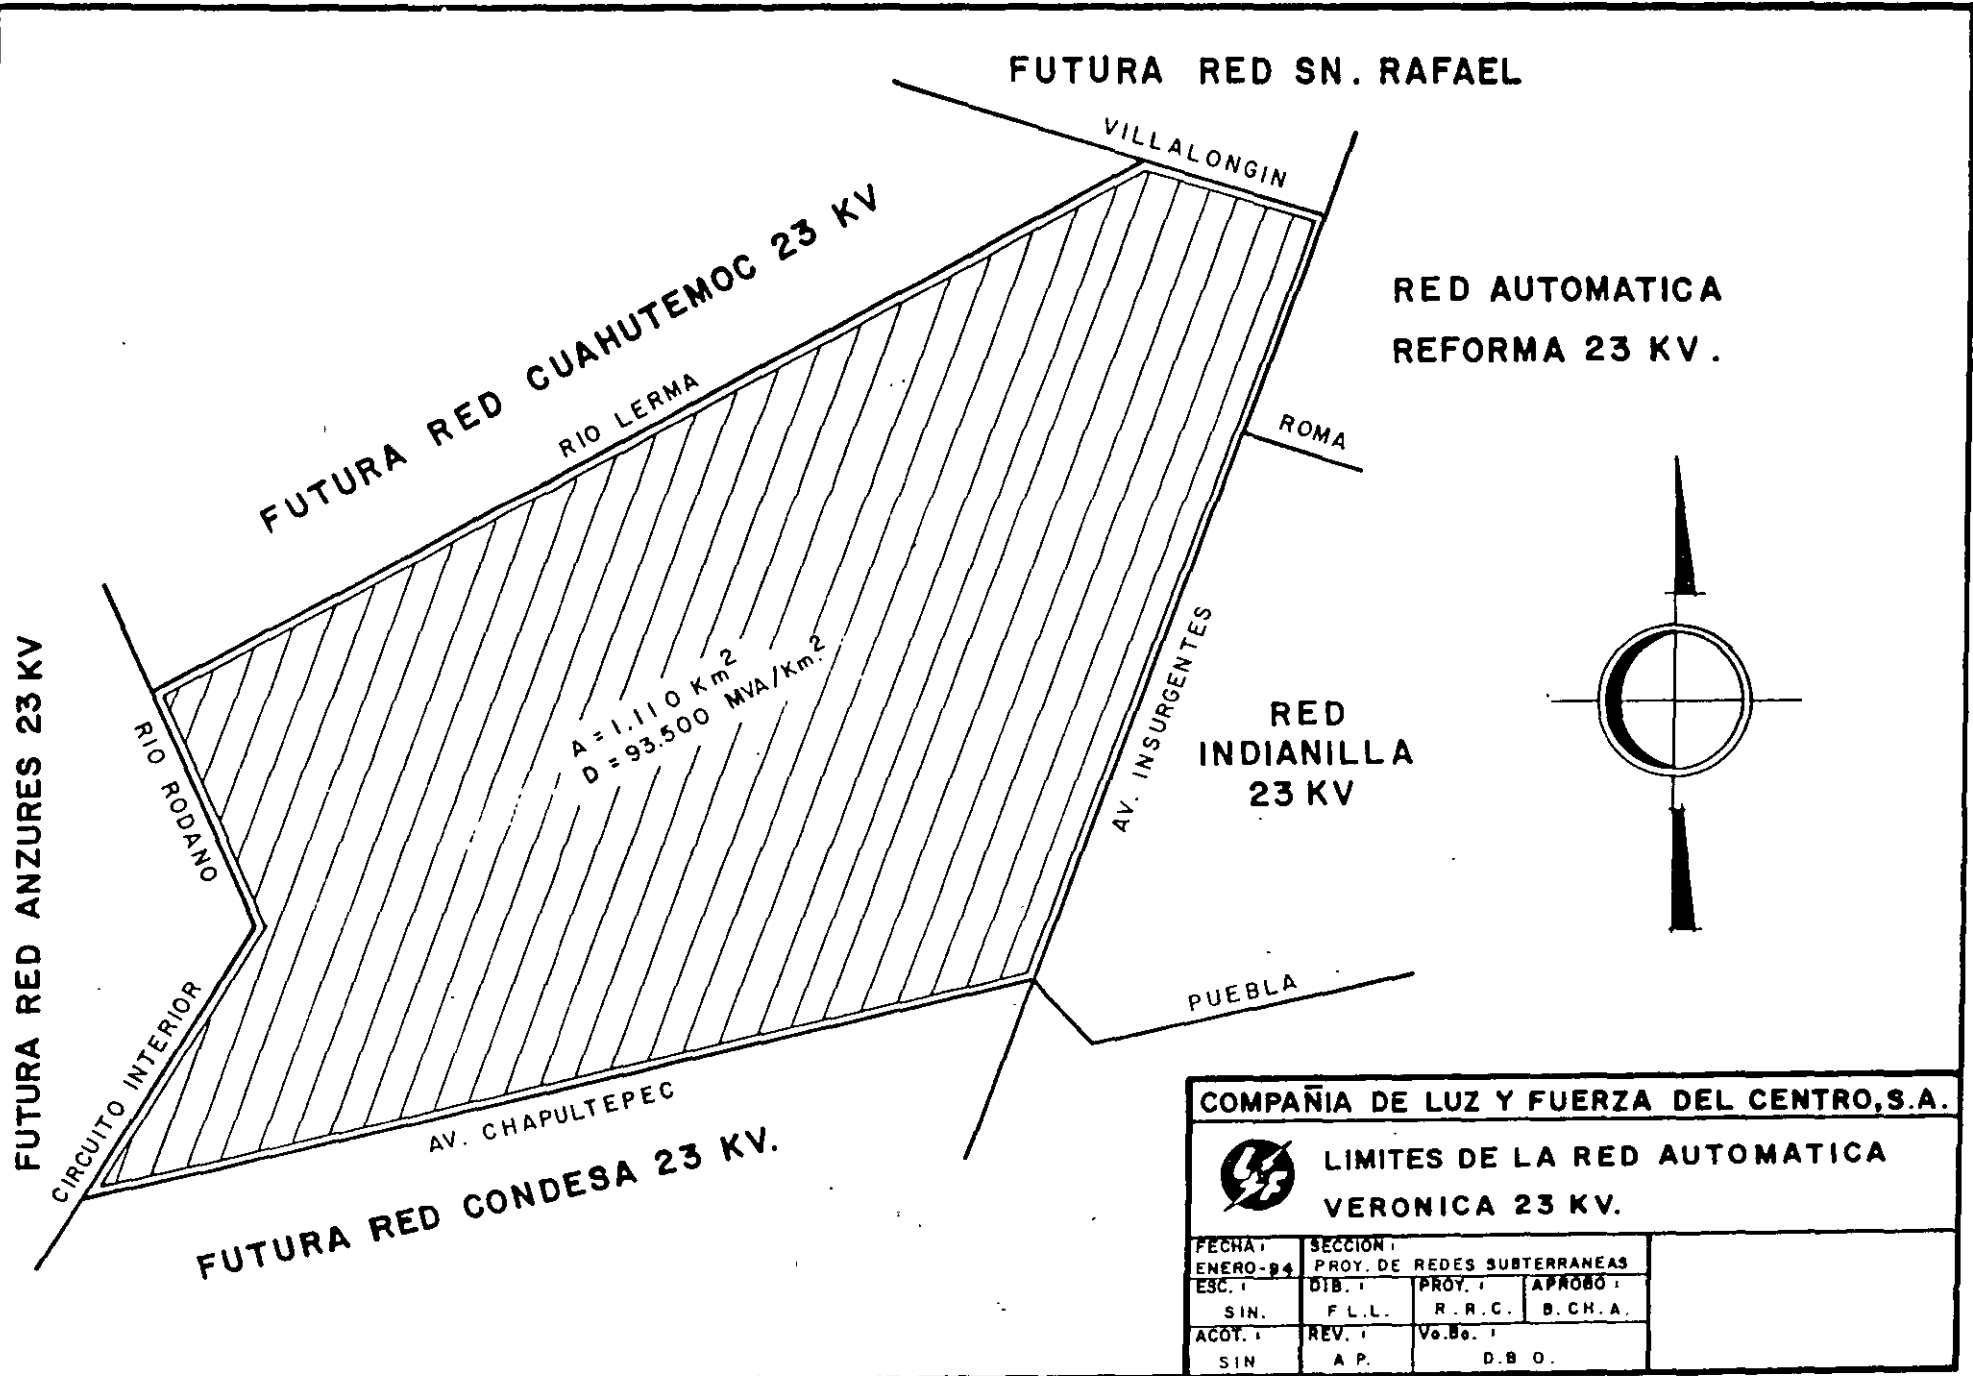 FUTURA RED SN. RAFAEL
VILLALONGIN
FUTURA RED CUAHUTEMOC 23 KV
RIO LERMA
RED AUTOMATICA
REFORMA 23 KV.
ROMA
FUTURA RED ANZURES 23 KV
RIO RODANO
A = 1.110 Km²
D = 93.500 MVA/Km²
AV. INSURGENTES
RED
INDIANILLA
23 KV
CIRCUITO INTERIOR
PUEBLA
AV. CHAPULTEPEC
FUTURA RED CONDESA 23 KV.
COMPAÑIA DE LUZ Y FUERZA DEL CENTRO, S.A.
LyF
LIMITES DE LA RED AUTOMATICA
VERONICA 23 KV.
FECHA: SECCION:
ENERO-94 PROY. DE REDES SUBTERRANEAS
ESC.: DIB.: PROY.: APROBO:
SIN. F L.L. R.R.C. B.CH.A.
ACOT.: REV.: Vo.Bo.:
SIN A P. D.B O.